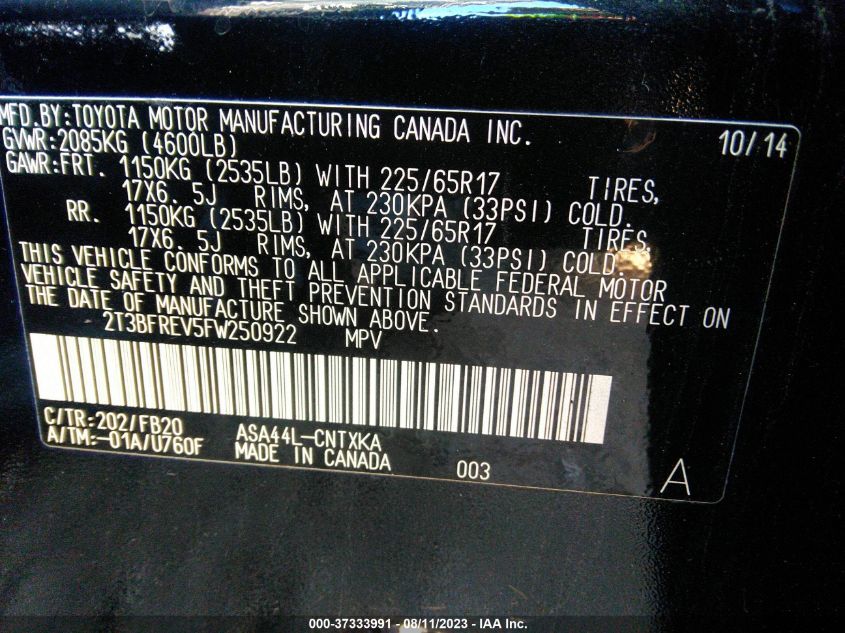 MFD.BY:TOYOTA MOTOR MANUFACTURING CANADA INC. 10/14
GVWR:2085KG (4600LB)
GAWR:FRT. 1150KG (2535LB) WITH 225/65R17 TIRES,
17X6. 5J RIMS, AT 230KPA (33PSI) COLD.
RR. 1150KG (2535LB) WITH 225/65R17 TIRES,
17X6. 5J RIMS, AT 230KPA (33PSI) COLD.
THIS VEHICLE CONFORMS TO ALL APPLICABLE FEDERAL MOTOR
VEHICLE SAFETY AND THEFT PREVENTION STANDARDS IN EFFECT ON
THE DATE OF MANUFACTURE SHOWN ABOVE.
2T3BFREV5FW250922 MPV
C/TR:202/FB20 ASA44L-CNTXKA
A/TM:-01A/U760F MADE IN CANADA 003 A
000-37333991 - 08/11/2023 - IAA Inc.